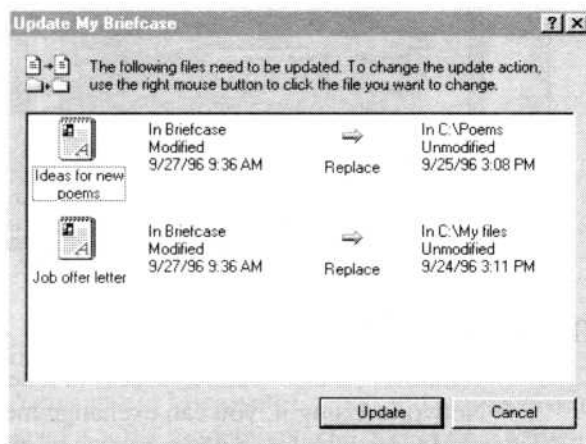 Update My Briefcase
The following files need to be updated. To change the update action,
use the right mouse button to click the file you want to change.
Ideas for new
poems
In Briefcase
Modified
9/27/96 9:36 AM
Replace
In C:\Poems
Unmodified
9/25/96 3:08 PM
Job offer letter
In Briefcase
Modified
9/27/96 9:36 AM
Replace
In C:\My files
Unmodified
9/24/96 3:11 PM
Update
Cancel